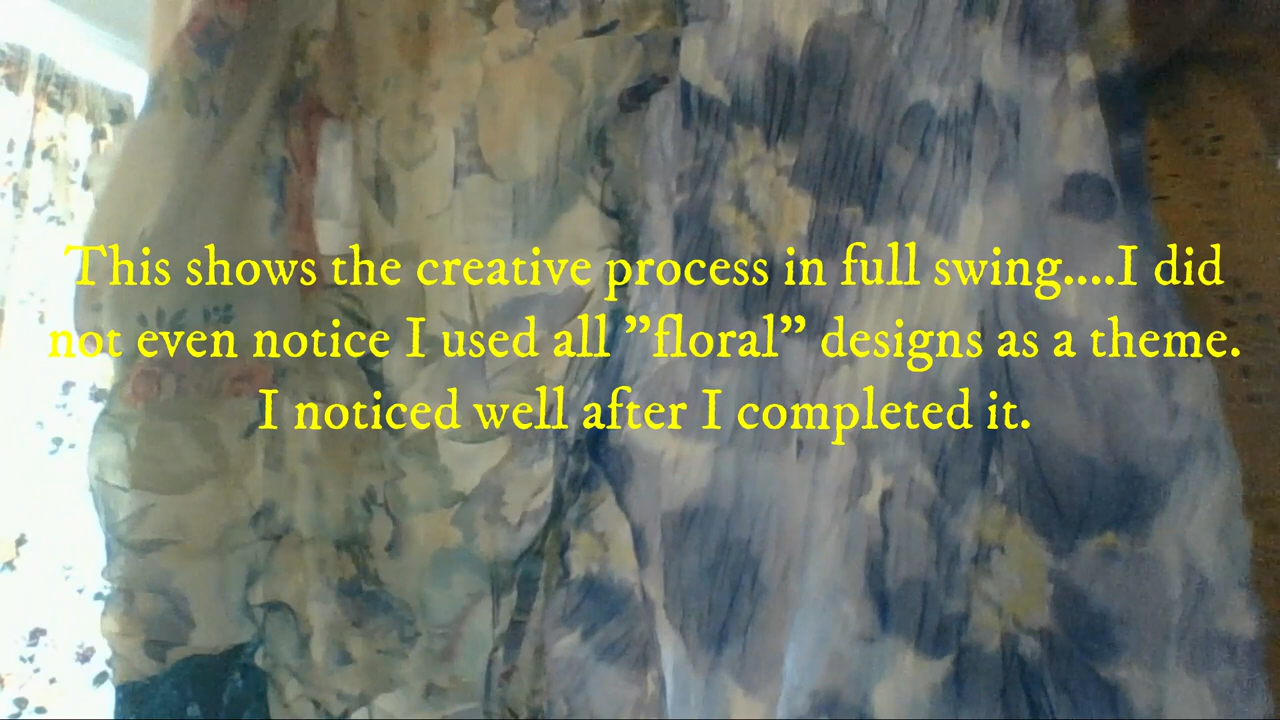 This shows the creative process in full swing....I did
not even notice I used all "floral" designs as a theme.
I noticed well after I completed it.